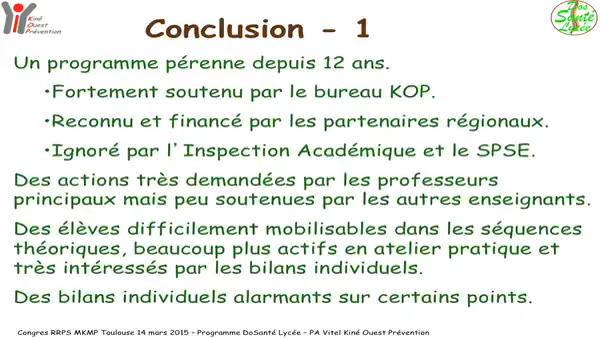 Kiné
Ouest
Prévention
Conclusion - 1
Dos
Santé
Lycée
Un programme pérenne depuis 12 ans.
•Fortement soutenu par le bureau KOP.
•Reconnu et financé par les partenaires régionaux.
•Ignoré par l’Inspection Académique et le SPSE.
Des actions très demandées par les professeurs
principaux mais peu soutenues par les autres enseignants.
Des élèves difficilement mobilisables dans les séquences
théoriques, beaucoup plus actifs en atelier pratique et
très intéressés par les bilans individuels.
Des bilans individuels alarmants sur certains points.
Congres RRPS MKMP Toulouse 14 mars 2015 – Programme DoSanté Lycée – PA Vitel Kiné Ouest Prévention